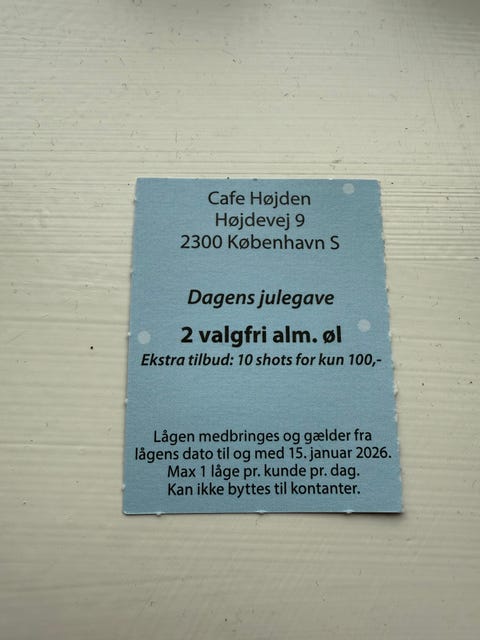 Cafe Højden
Højdevej 9
2300 København S
Dagens julegave
2 valgfri alm. øl
Ekstra tilbud: 10 shots for kun 100,-
Lågen medbringes og gælder fra
lågens dato til og med 15. januar 2026.
Max 1 låge pr. kunde pr. dag.
Kan ikke byttes til kontanter.